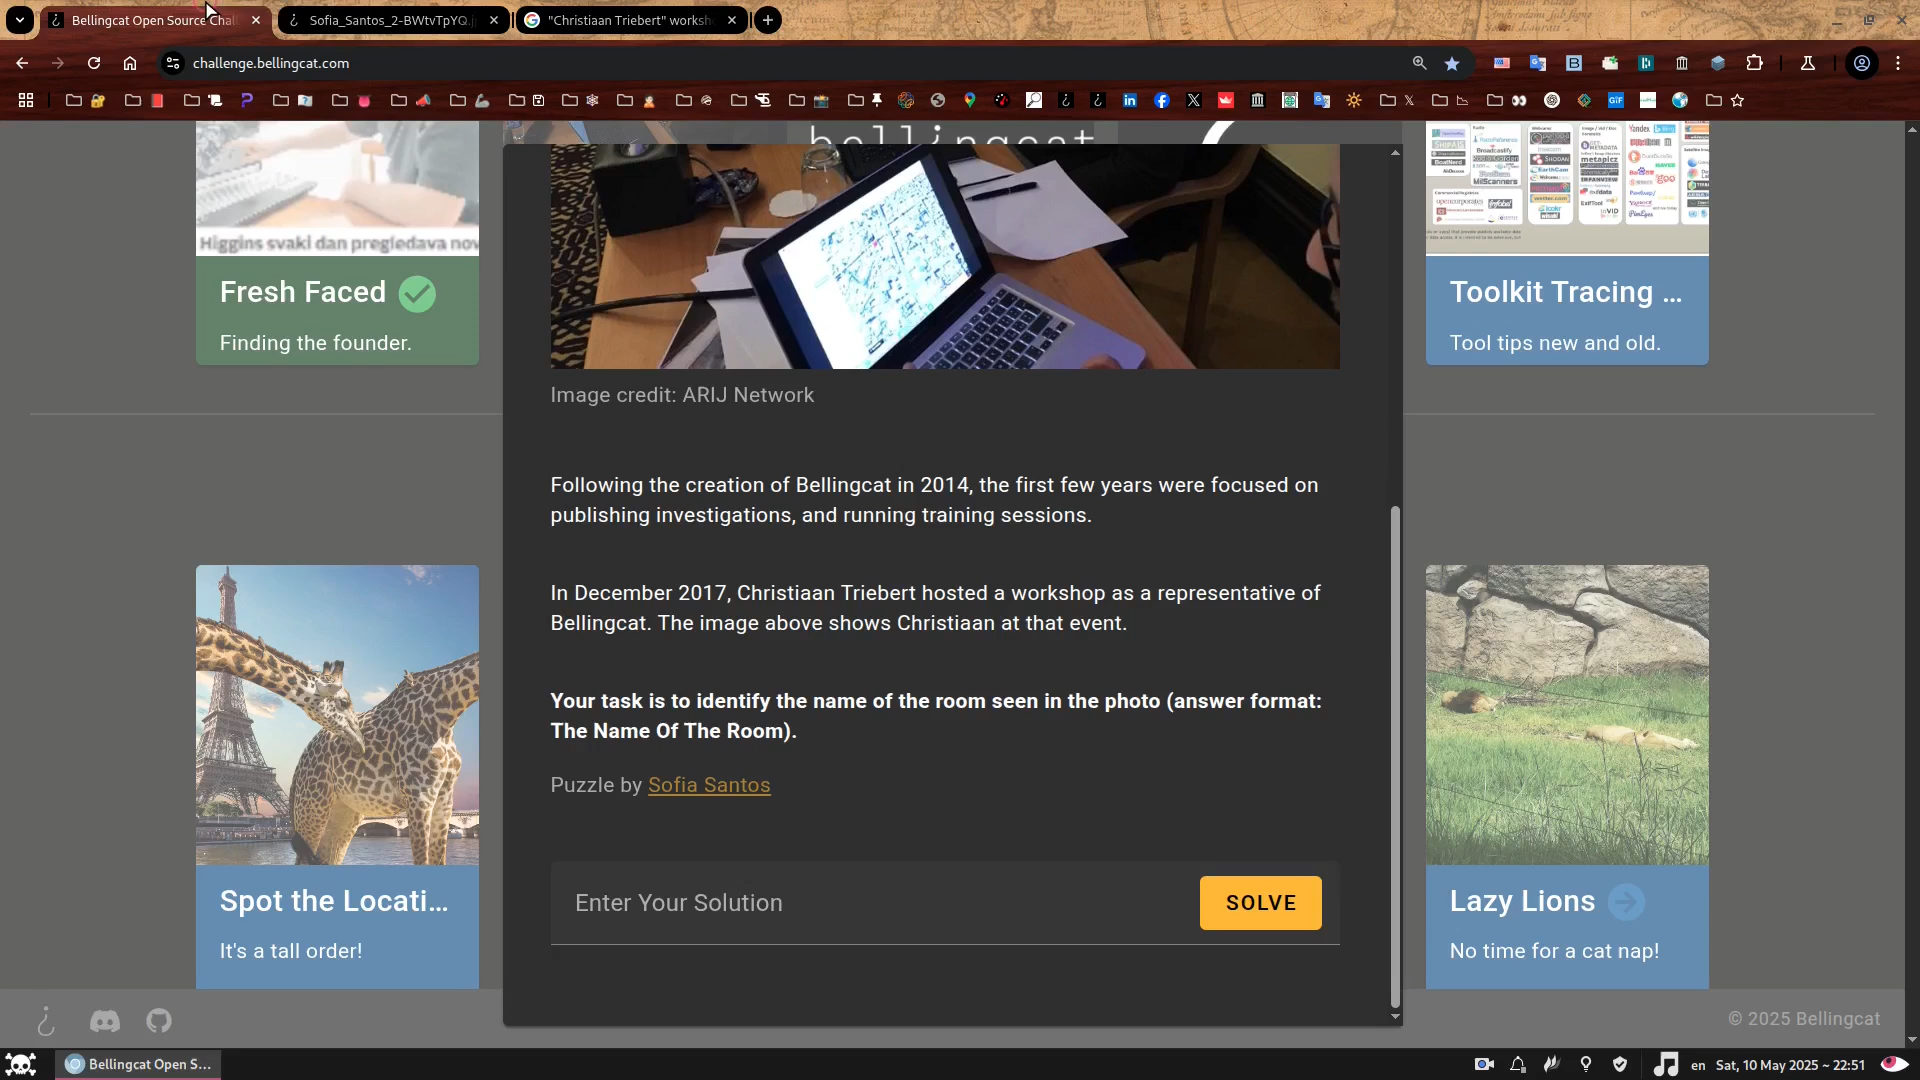 Bellingcat Open Source Chal
Sofia_Santos_2-BWtvTpYQ.j
"Christiaan Triebert" worksh
challenge.bellingcat.com
bellingcat
Higgins svaki dan pregledava nov
Fresh Faced
Finding the founder.
Image credit: ARIJ Network
Following the creation of Bellingcat in 2014, the first few years were focused on
publishing investigations, and running training sessions.
In December 2017, Christiaan Triebert hosted a workshop as a representative of
Bellingcat. The image above shows Christiaan at that event.
Your task is to identify the name of the room seen in the photo (answer format:
The Name Of The Room).
Puzzle by Sofia Santos
Enter Your Solution
SOLVE
Toolkit Tracing ...
Tool tips new and old.
Spot the Locati...
It's a tall order!
Lazy Lions
No time for a cat nap!
© 2025 Bellingcat
Bellingcat Open S...
en Sat, 10 May 2025 ~ 22:51